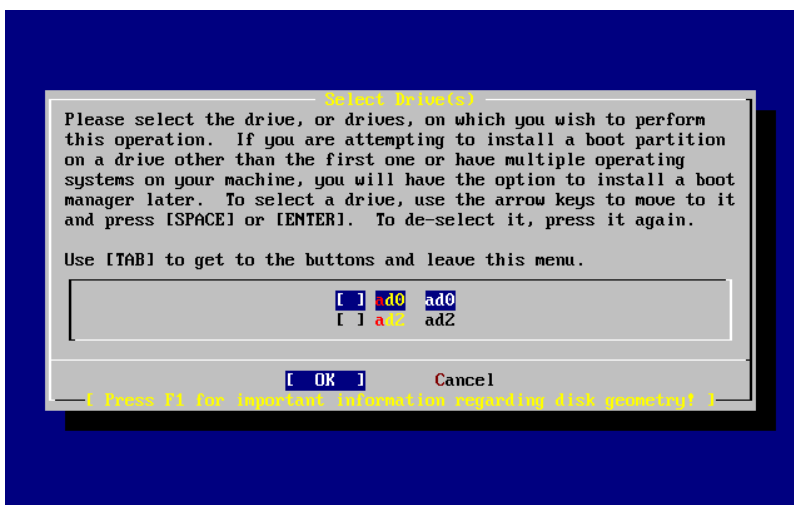 Select Drive(s)
Please select the drive, or drives, on which you wish to perform
this operation.  If you are attempting to install a boot partition
on a drive other than the first one or have multiple operating
systems on your machine, you will have the option to install a boot
manager later.  To select a drive, use the arrow keys to move to it
and press [SPACE] or [ENTER].  To de-select it, press it again.
Use [TAB] to get to the buttons and leave this menu.
[ ] ad0  ad0
[ ] ad2  ad2
[  OK  ]       Cancel
[ Press F1 for important information regarding disk geometry! ]